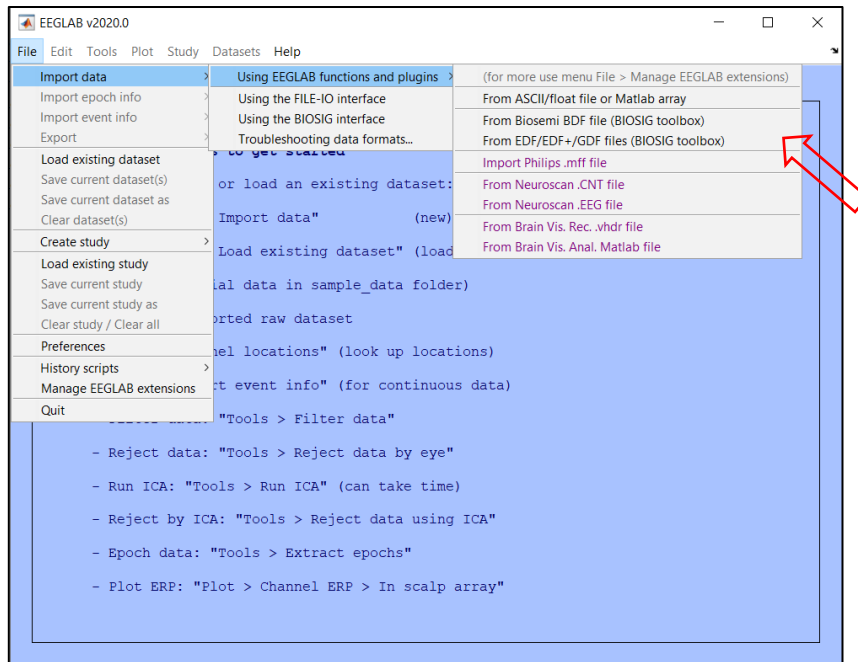 EEGLAB v2020.0
File Edit Tools Plot Study Datasets Help
Import data
Import epoch info
Import event info
Export
Load existing dataset
Save current dataset(s)
Save current dataset as
Clear dataset(s)
Create study
Load existing study
Save current study
Save current study as
Clear study / Clear all
Preferences
History scripts
Manage EEGLAB extensions
Quit
Using EEGLAB functions and plugins
Using the FILE-IO interface
Using the BIOSIG interface
Troubleshooting data formats...
(for more use menu File > Manage EEGLAB extensions)
From ASCII/float file or Matlab array
From Biosemi BDF file (BIOSIG toolbox)
From EDF/EDF+/GDF files (BIOSIG toolbox)
Import Philips .mff file
From Neuroscan .CNT file
From Neuroscan .EEG file
From Brain Vis. Rec. .vhdr file
From Brain Vis. Anal. Matlab file
to get started
or load an existing dataset:
Import data" (new)
Load existing dataset" (load
data in sample_data folder)
raw dataset
locations" (look up locations)
event info" (for continuous data)
"Tools > Filter data"
- Reject data: "Tools > Reject data by eye"
- Run ICA: "Tools > Run ICA" (can take time)
- Reject by ICA: "Tools > Reject data using ICA"
- Epoch data: "Tools > Extract epochs"
- Plot ERP: "Plot > Channel ERP > In scalp array"